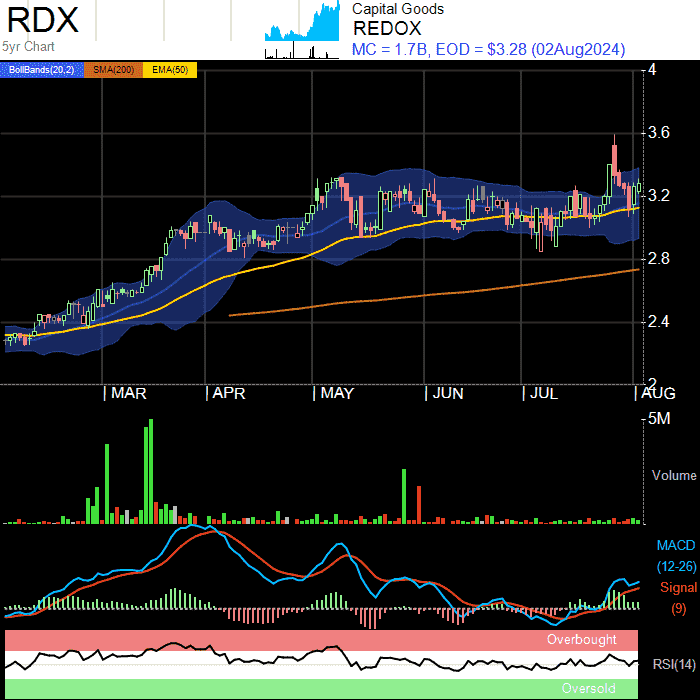 RDX
5yr Chart
Capital Goods
REDOX
MC = 1.7B, EOD = $3.28 (02Aug2024)
BollBands(20,2) SMA(200) EMA(50)
4
3.6
3.2
2.8
2.4
2
MAR APR MAY JUN JUL AUG
5M
Volume
MACD
(12-26)
Signal
(9)
Overbought
RSI(14)
Oversold